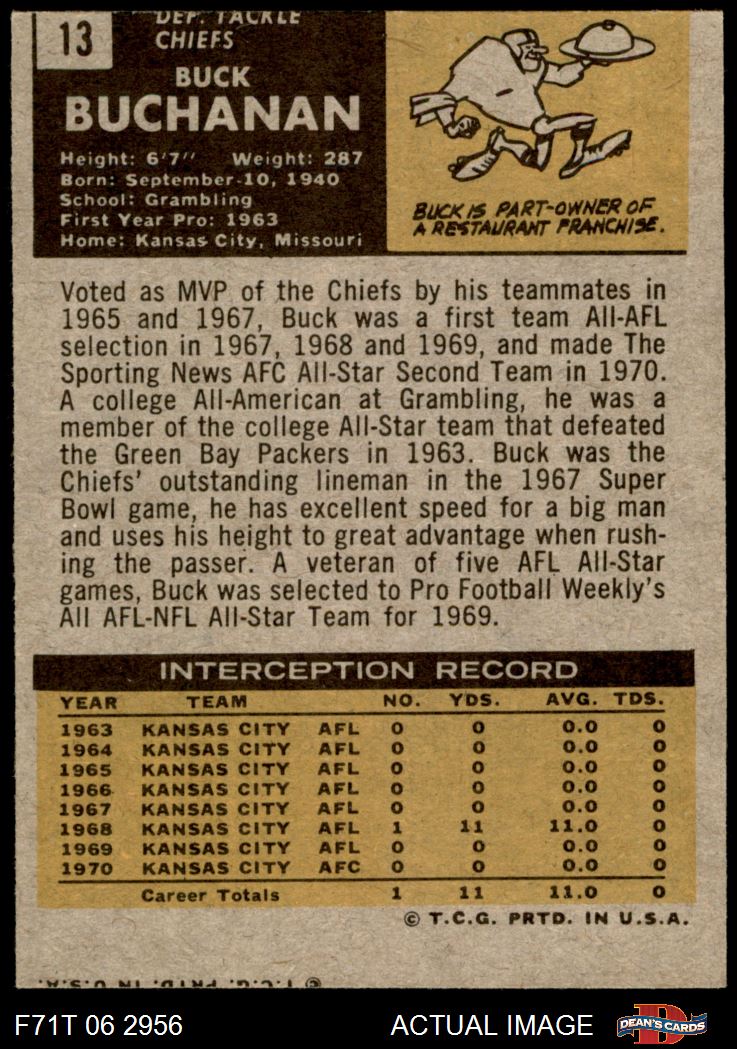 13
DEF. TACKLE
CHIEFS
BUCK
BUCHANAN
Height: 6'7" Weight: 287
Born: September 10, 1940
School: Grambling
First Year Pro: 1963
Home: Kansas City, Missouri
BUCK IS PART-OWNER OF
A RESTAURANT FRANCHISE.
Voted as MVP of the Chiefs by his teammates in
1965 and 1967, Buck was a first team All-AFL
selection in 1967, 1968 and 1969, and made The
Sporting News AFC All-Star Second Team in 1970.
A college All-American at Grambling, he was a
member of the college All-Star team that defeated
the Green Bay Packers in 1963. Buck was the
Chiefs' outstanding lineman in the 1967 Super
Bowl game, he has excellent speed for a big man
and uses his height to great advantage when rush-
ing the passer. A veteran of five AFL All-Star
games, Buck was selected to Pro Football Weekly's
All AFL-NFL All-Star Team for 1969.
INTERCEPTION RECORD
YEAR TEAM NO. YDS. AVG. TDS.
1963 KANSAS CITY AFL 0 0 0.0 0
1964 KANSAS CITY AFL 0 0 0.0 0
1965 KANSAS CITY AFL 0 0 0.0 0
1966 KANSAS CITY AFL 0 0 0.0 0
1967 KANSAS CITY AFL 0 0 0.0 0
1968 KANSAS CITY AFL 1 11 11.0 0
1969 KANSAS CITY AFL 0 0 0.0 0
1970 KANSAS CITY AFC 0 0 0.0 0
Career Totals 1 11 11.0 0
© T.C.G. PRTD. IN U.S.A.
© T.C.G. PRTD. IN U.S.A.
F71T 06 2956 ACTUAL IMAGE
D
DEAN'S CARDS